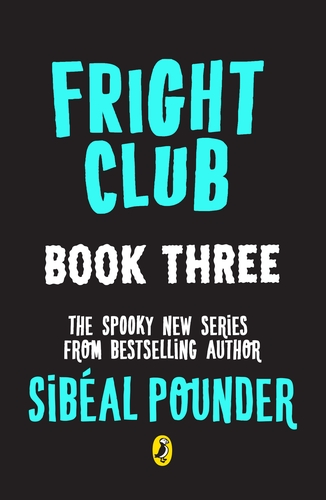 FRIGHT
CLUB
BOOK THREE
THE SPOOKY NEW SERIES
FROM BESTSELLING AUTHOR
SIBÉAL POUNDER